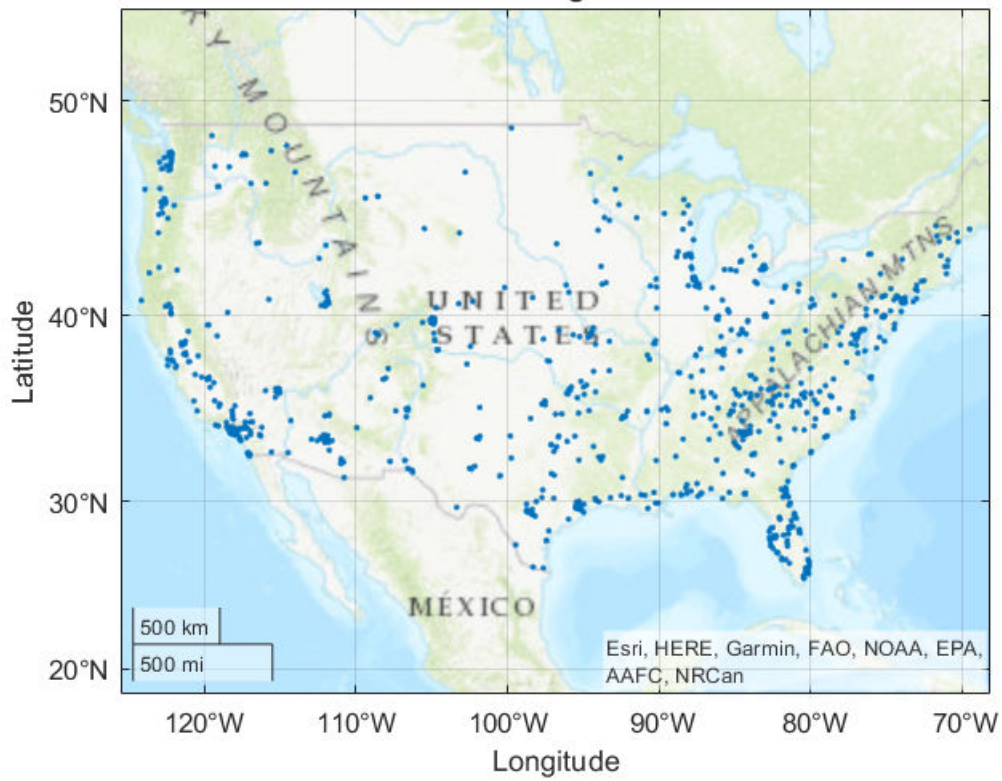 50°N
40°N
30°N
20°N
Latitude
ROCKY MOUNTAINS
UNITED
STATES
APPALACHIAN MTNS
MÉXICO
500 km
500 mi
Esri, HERE, Garmin, FAO, NOAA, EPA,
AAFC, NRCan
120°W 110°W 100°W 90°W 80°W 70°W
Longitude